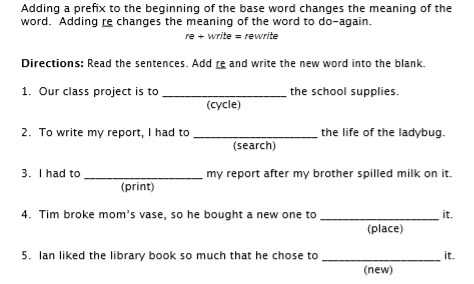 Adding a prefix to the beginning of the base word changes the meaning of the
word. Adding re changes the meaning of the word to do-again.
re + write = rewrite
Directions: Read the sentences. Add re and write the new word into the blank.
1. Our class project is to ____________________ the school supplies.
(cycle)
2. To write my report, I had to ____________________ the life of the ladybug.
(search)
3. I had to ____________________ my report after my brother spilled milk on it.
(print)
4. Tim broke mom's vase, so he bought a new one to ____________________ it.
(place)
5. Ian liked the library book so much that he chose to ____________________ it.
(new)